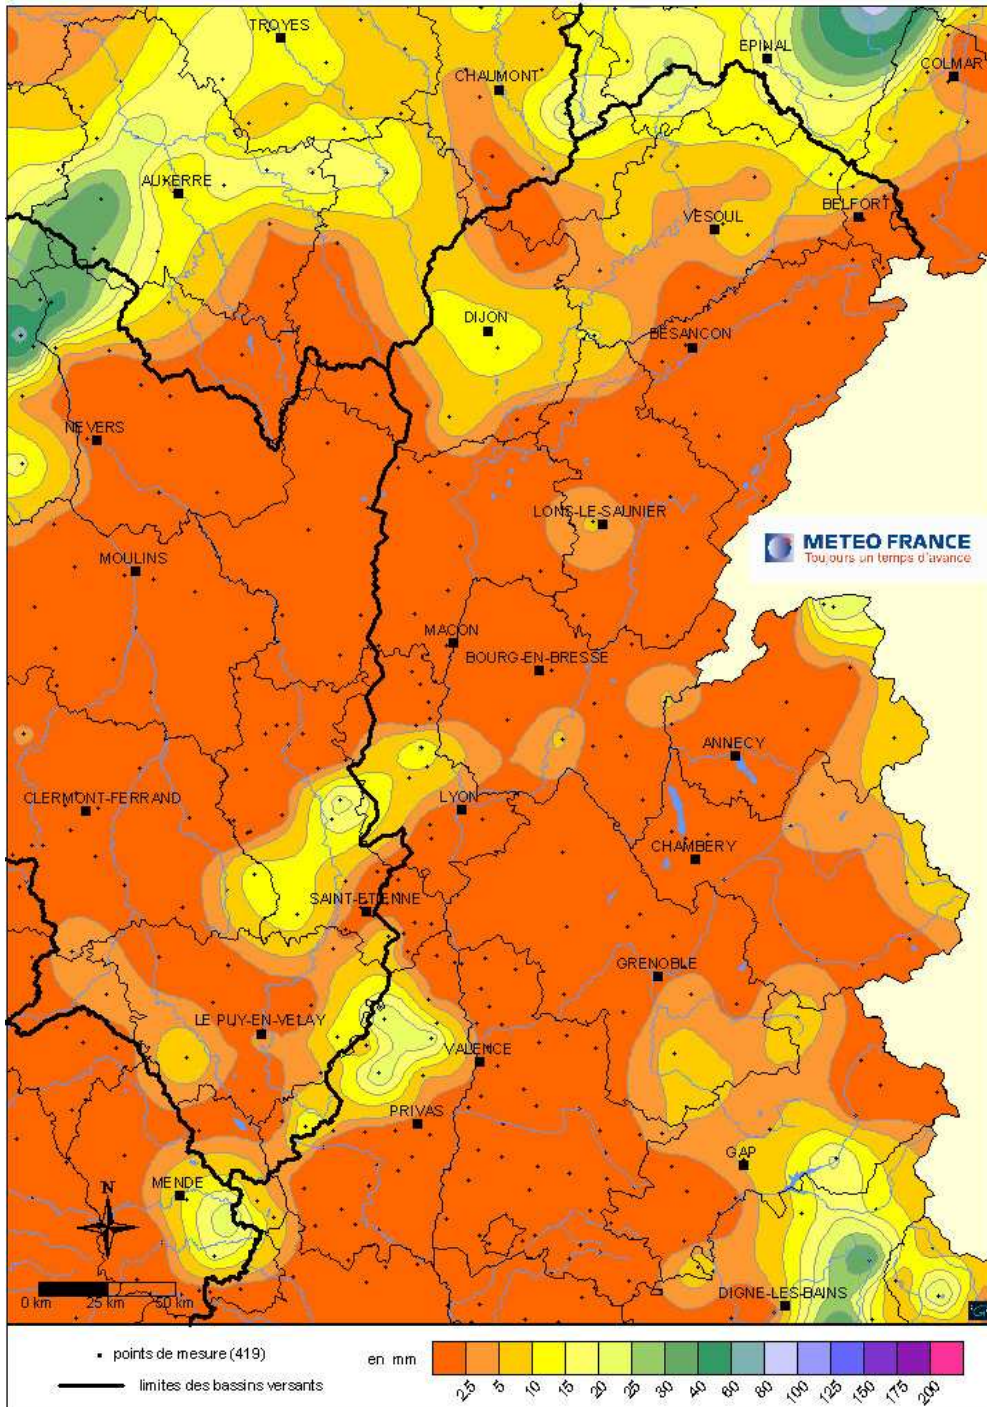 TROYES
EPINAL
COLMAR
CHAUMONT
AUXERRE
BELFORT
VESOUL
DIJON
BESANCON
NEVERS
LONS-LE-SAUNIER
METEO FRANCE
Toujours un temps d'avance
MOULINS
MACON
BOURG-EN-BRESSE
ANNECY
CLERMONT-FERRAND
LYON
CHAMBERY
SAINT-ETIENNE
GRENOBLE
LE PUY-EN-VELAY
VALENCE
PRIVAS
GAP
MENDE
N
0 km 25 km 50 km
DIGNE-LES-BAINS
points de mesure (419)
limites des bassins versants
en mm
2.5 5 10 15 20 25 30 40 60 80 100 125 150 175 200